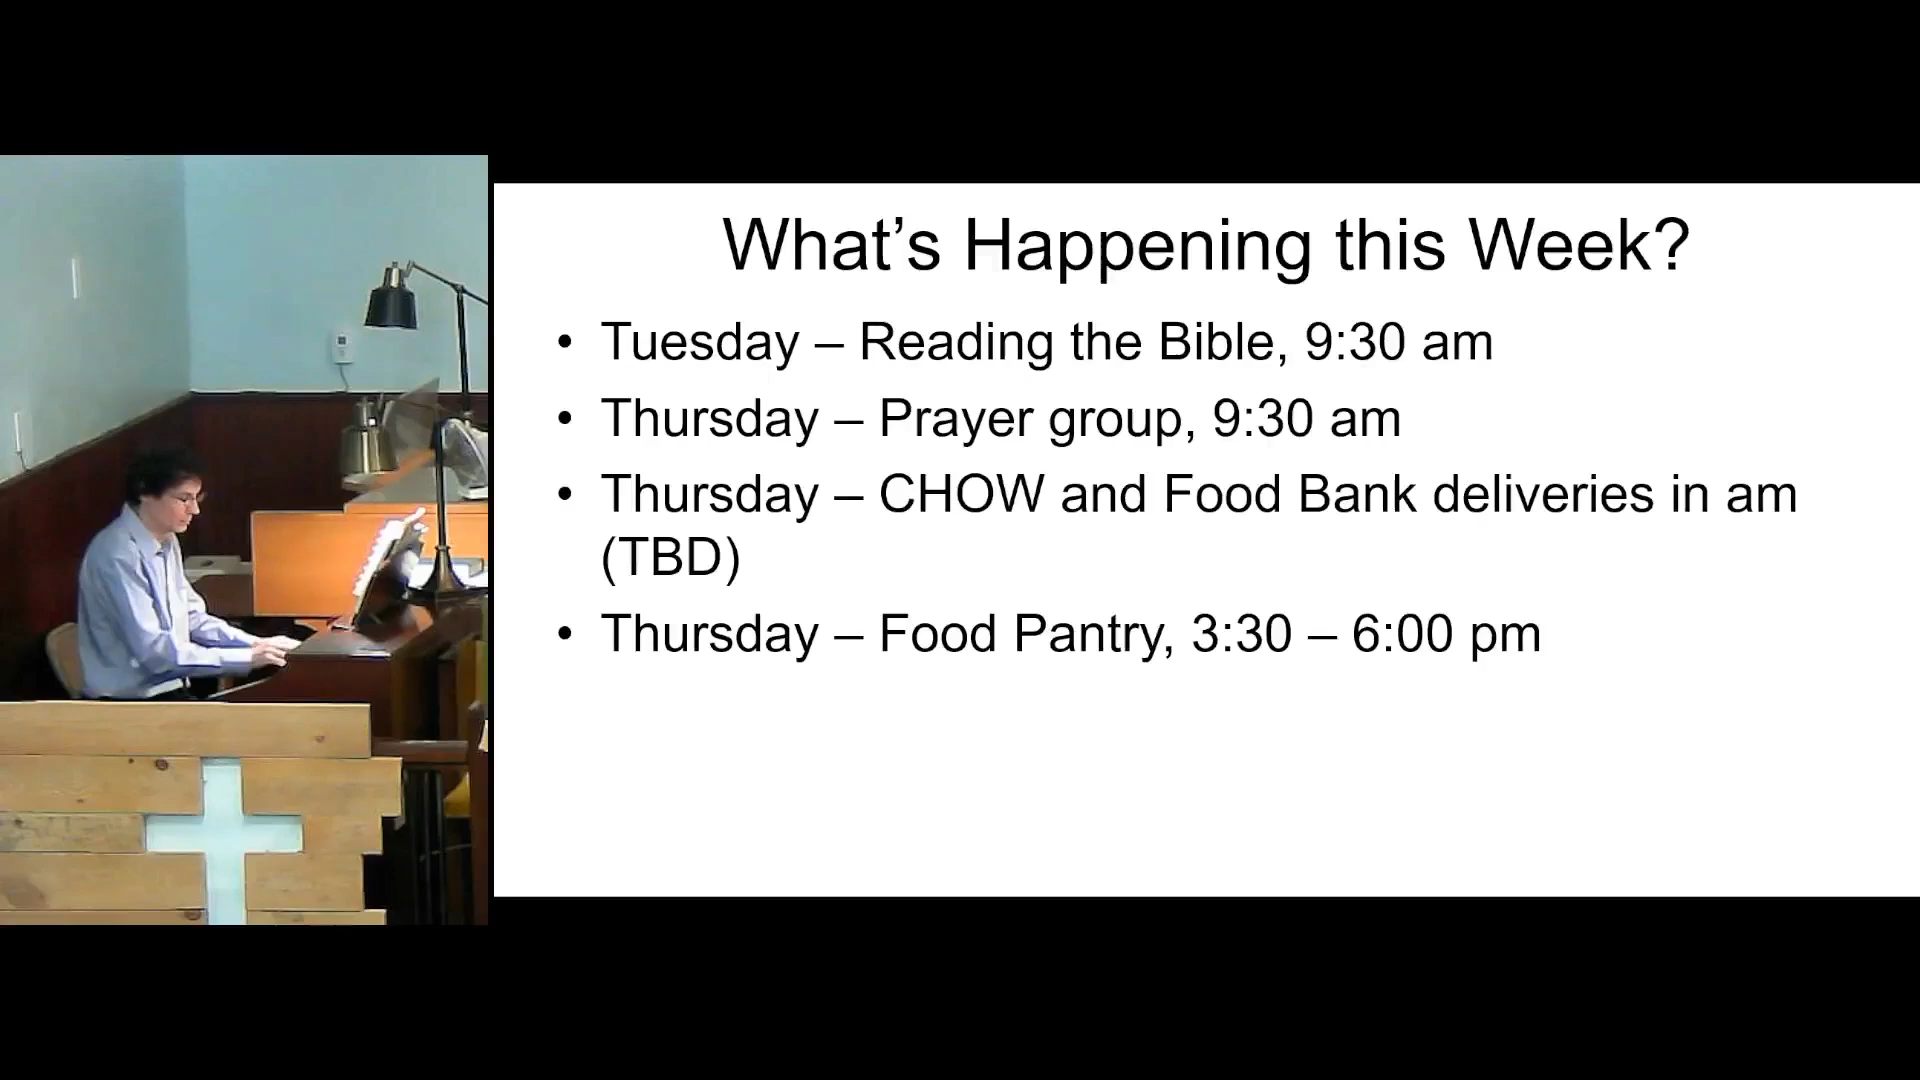 What’s Happening this Week?
• Tuesday – Reading the Bible, 9:30 am
• Thursday – Prayer group, 9:30 am
• Thursday – CHOW and Food Bank deliveries in am
(TBD)
• Thursday – Food Pantry, 3:30 – 6:00 pm